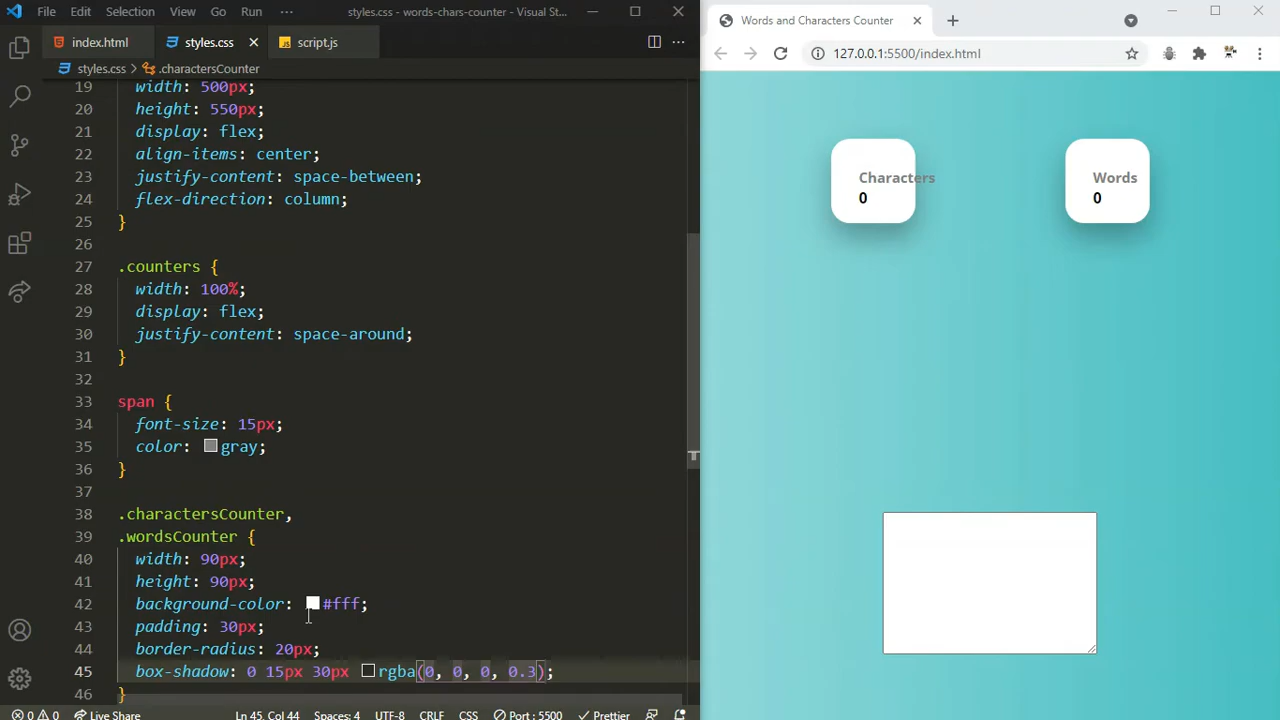 File Edit Selection View Go Run ··· styles.css - words-chars-counter - Visual St...
index.html styles.css script.js
styles.css > .charactersCounter
19 width: 500px;
20 height: 550px;
21 display: flex;
22 align-items: center;
23 justify-content: space-between;
24 flex-direction: column;
25 }
26
27 .counters {
28 width: 100%;
29 display: flex;
30 justify-content: space-around;
31 }
32
33 span {
34 font-size: 15px;
35 color: gray;
36 }
37
38 .charactersCounter,
39 .wordsCounter {
40 width: 90px;
41 height: 90px;
42 background-color: #fff;
43 padding: 30px;
44 border-radius: 20px;
45 box-shadow: 0 15px 30px rgba(0, 0, 0, 0.3);
46 }
0 0 Live Share Ln 45, Col 44 Spaces: 4 UTF-8 CRLF CSS Port : 5500 Prettier
Words and Characters Counter
127.0.0.1:5500/index.html
Characters
0
Words
0